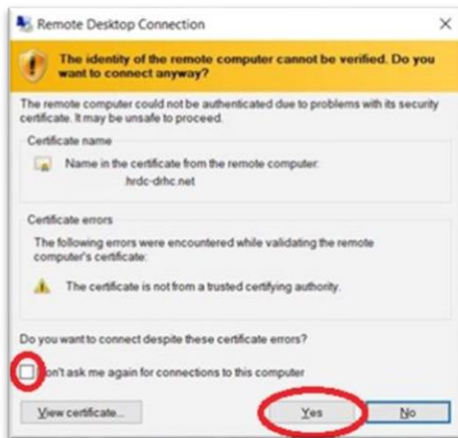 Remote Desktop Connection
The identity of the remote computer cannot be verified. Do you
want to connect anyway?
The remote computer could not be authenticated due to problems with its security
certificate. It may be unsafe to proceed.
Certificate name
Name in the certificate from the remote computer:
.hrdc-drhc.net
Certificate errors
The following errors were encountered while validating the remote
computer's certificate:
The certificate is not from a trusted certifying authority.
Do you want to connect despite these certificate errors?
Don't ask me again for connections to this computer
View certificate...
Yes
No